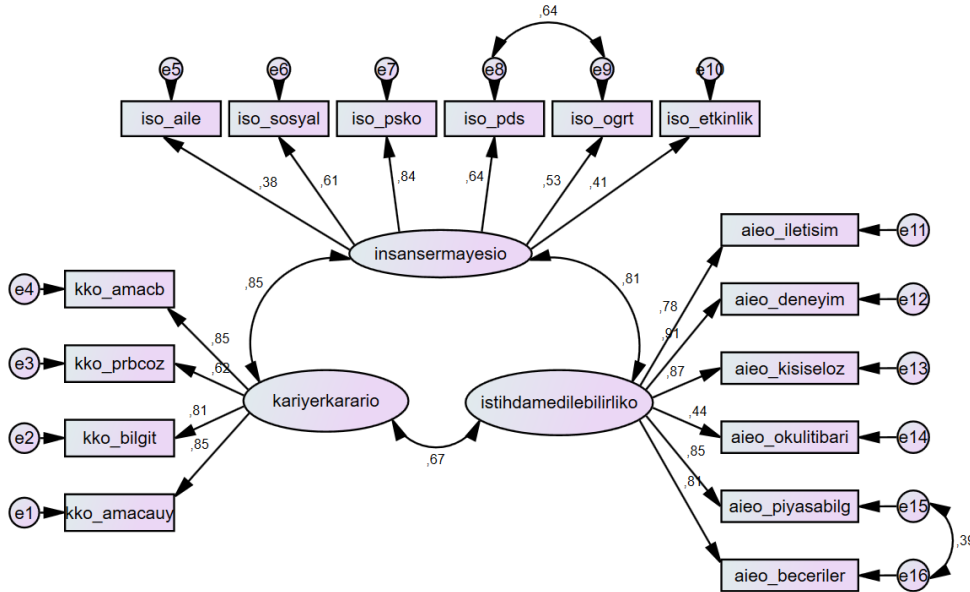 ,64
e5 e6 e7 e8 e9 e10
iso_aile iso_sosyal iso_psko iso_pds iso_ogrt iso_etkinlik
,38 ,61 ,84 ,64 ,53 ,41
insansermayesio
,85 ,81 ,67
e4 kko_amacb ,85
e3 kko_prbcoz ,62
e2 kko_bilgit ,81
e1 kko_amacauy ,85
kariyerkarario
istihdamedilebilirliko
,78 aieo_iletisim e11
,91 aieo_deneyim e12
,87 aieo_kisiseloz e13
,44 aieo_okulitibari e14
,85 aieo_piyasabilg e15
,81 aieo_beceriler e16
,39